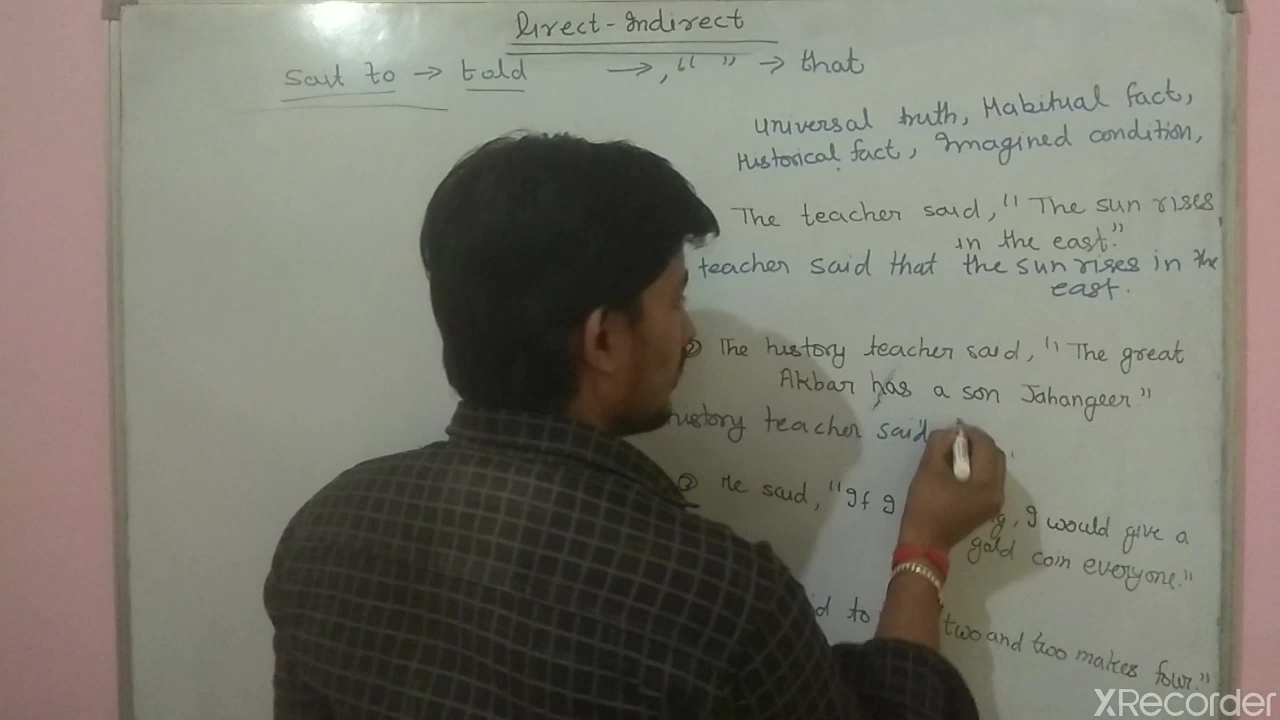 Direct-Indirect
Said to → told → , " " → that
Universal truth, Habitual fact,
Historical fact, Imagined condition,
The teacher said, "The sun rises
in the east."
teacher said that the sun rises in the
east.
② The history teacher said, "The great
Akbar has a son Jahangeer"
history teacher said
③ He said, "If I I would give a
gold coin everyone."
to two and two makes four"
XRecorder